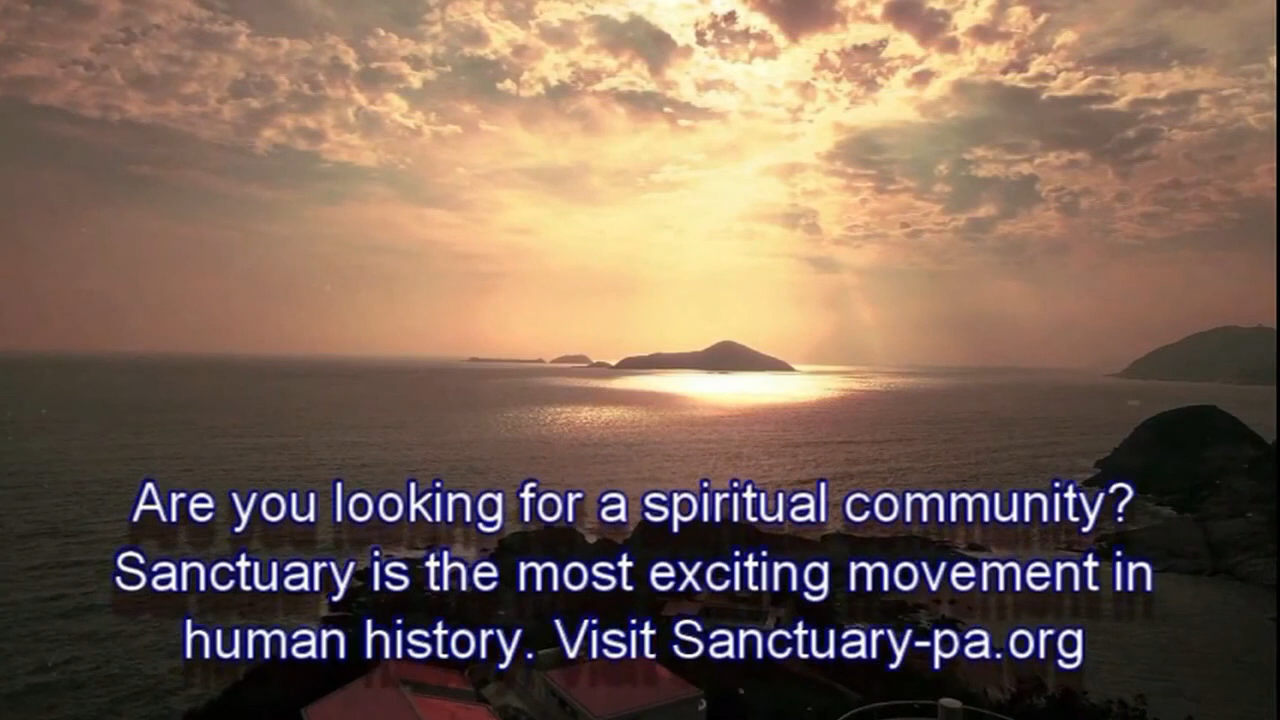 Are you looking for a spiritual community?
Sanctuary is the most exciting movement in
human history. Visit Sanctuary-pa.org